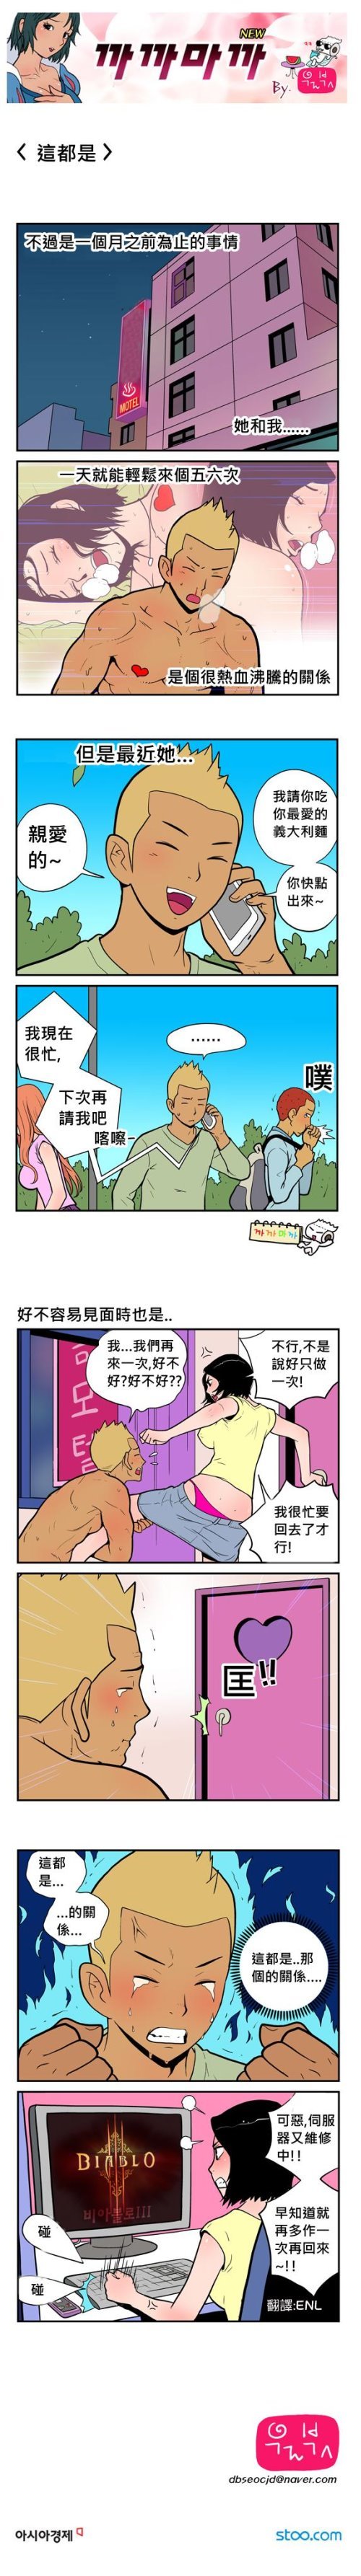 NEW
까까마까
By. 윤서
< 這都是 >
不過是一個月之前為止的事情
MOTEL
她和我......
一天就能輕鬆來個五六次
是個很熱血沸騰的關係
但是最近她...
親愛
的~
我請你吃
你最愛的
義大利麵
你快點
出來~
我現在
很忙,
下次再
請我吧
喀嚓-
......
噗
까까마까
好不容易見面時也是..
모텔
我...我們再
來一次,好不
好?好不好??
不行,不是
說好只做
一次!
我很忙要
回去了才
行!
匡!!
這都
是...
...的關
係...
這都是..那
個的關係....
DIABLO
비아블로III
可惡,伺服
器又維修
中!!
碰
碰
早知道就
再多作一
次再回來
~!!
翻譯:ENL
dbseocjd@naver.com
아시아경제
stoo.com